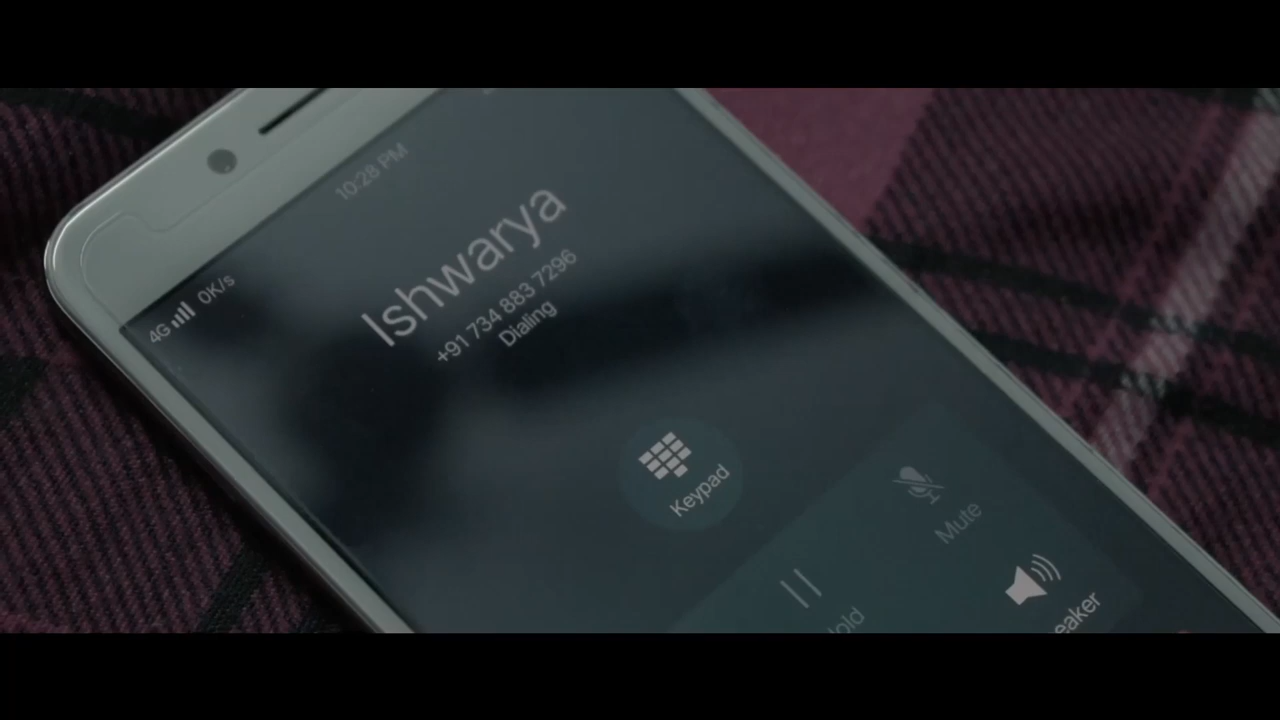 10:28 PM
4G 0K/s
Ishwarya
+91 734 883 7296
Dialing
Keypad
Mute